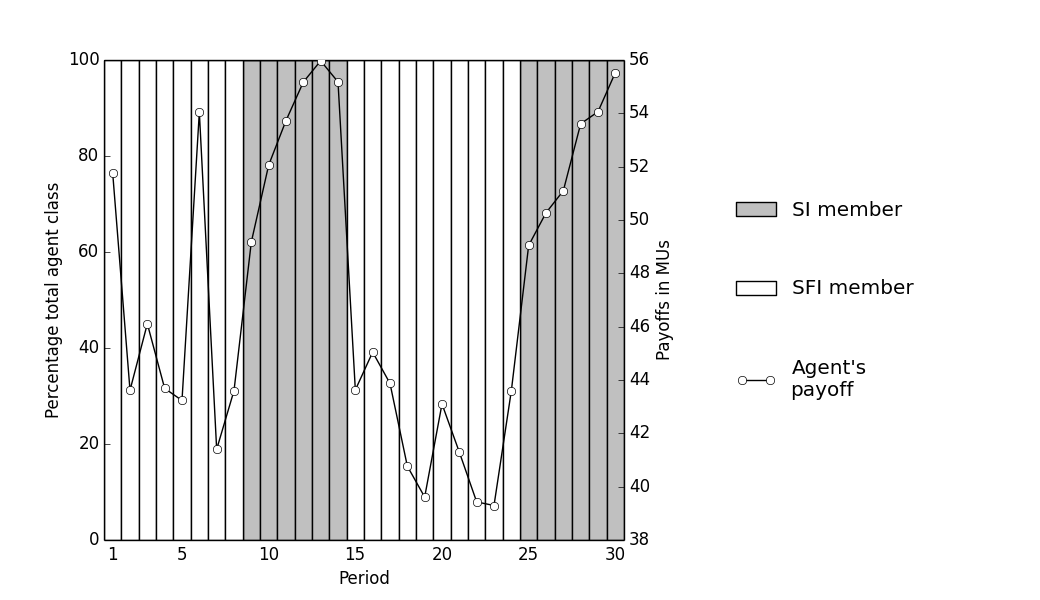 100
80
60
40
20
0
Percentage total agent class
56
54
52
50
48
46
44
42
40
38
Payoffs in MUs
1 5 10 15 20 25 30
Period
SI member
SFI member
Agent's
payoff